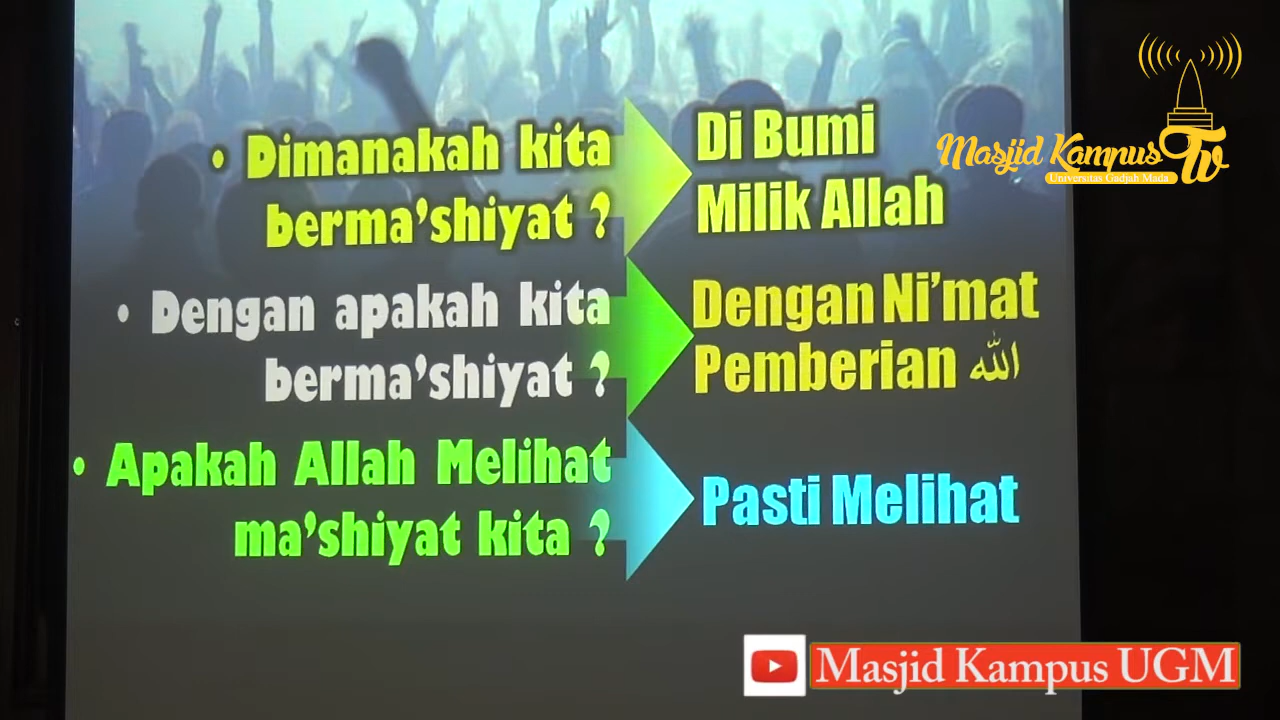 • Dimanakah kita
berma'shiyat ?
Di Bumi
Milik Allah
• Dengan apakah kita
berma'shiyat ?
Dengan Ni'mat
Pemberian الله
• Apakah Allah Melihat
ma'shiyat kita ?
Pasti Melihat
Masjid Kampus Tv
Universitas Gadjah Mada
Masjid Kampus UGM